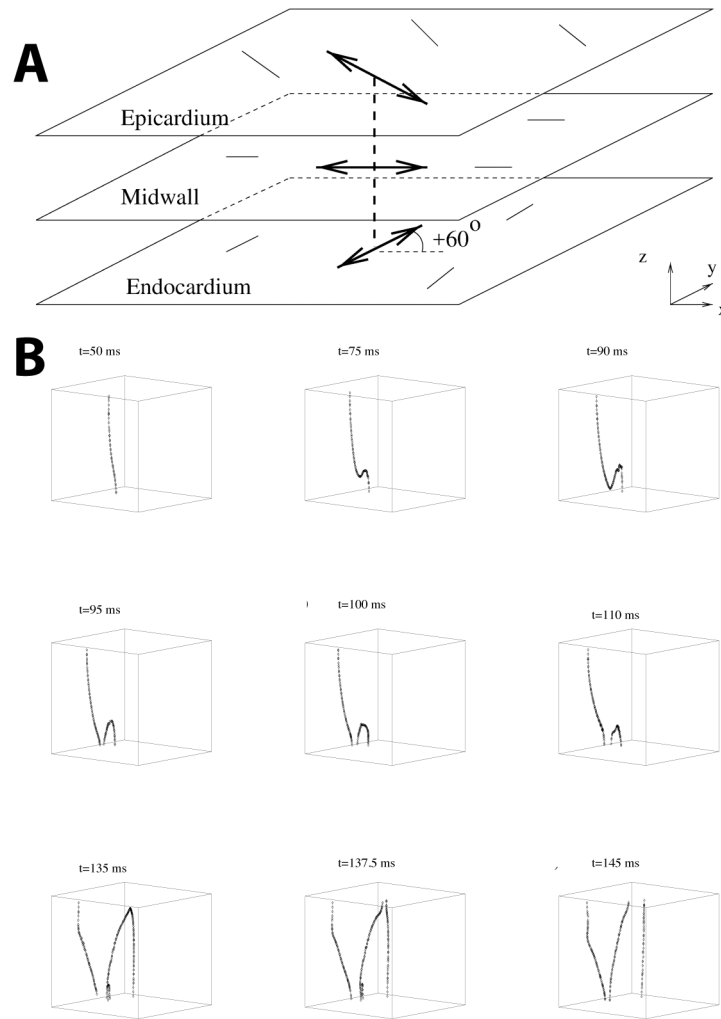 A
Epicardium
Midwall
Endocardium
+60°
z
y
x
B
t=50 ms
t=75 ms
t=90 ms
t=95 ms
t=100 ms
t=110 ms
t=135 ms
t=137.5 ms
t=145 ms